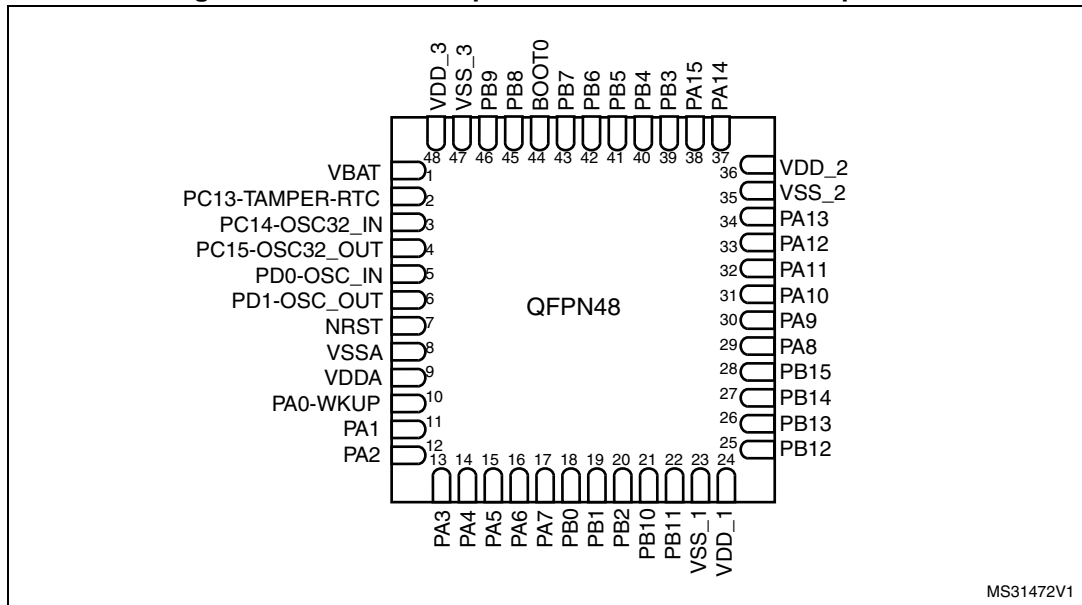 VDD_3
VSS_3
PB9
PB8
BOOT0
PB7
PB6
PB5
PB4
PB3
PA15
PA14
48 47 46 45 44 43 42 41 40 39 38 37
VBAT 1
PC13-TAMPER-RTC 2
PC14-OSC32_IN 3
PC15-OSC32_OUT 4
PD0-OSC_IN 5
PD1-OSC_OUT 6
NRST 7
VSSA 8
VDDA 9
PA0-WKUP 10
PA1 11
PA2 12
QFPN48
36 VDD_2
35 VSS_2
34 PA13
33 PA12
32 PA11
31 PA10
30 PA9
29 PA8
28 PB15
27 PB14
26 PB13
25 PB12
13 14 15 16 17 18 19 20 21 22 23 24
PA3
PA4
PA5
PA6
PA7
PB0
PB1
PB2
PB10
PB11
VSS_1
VDD_1
MS31472V1